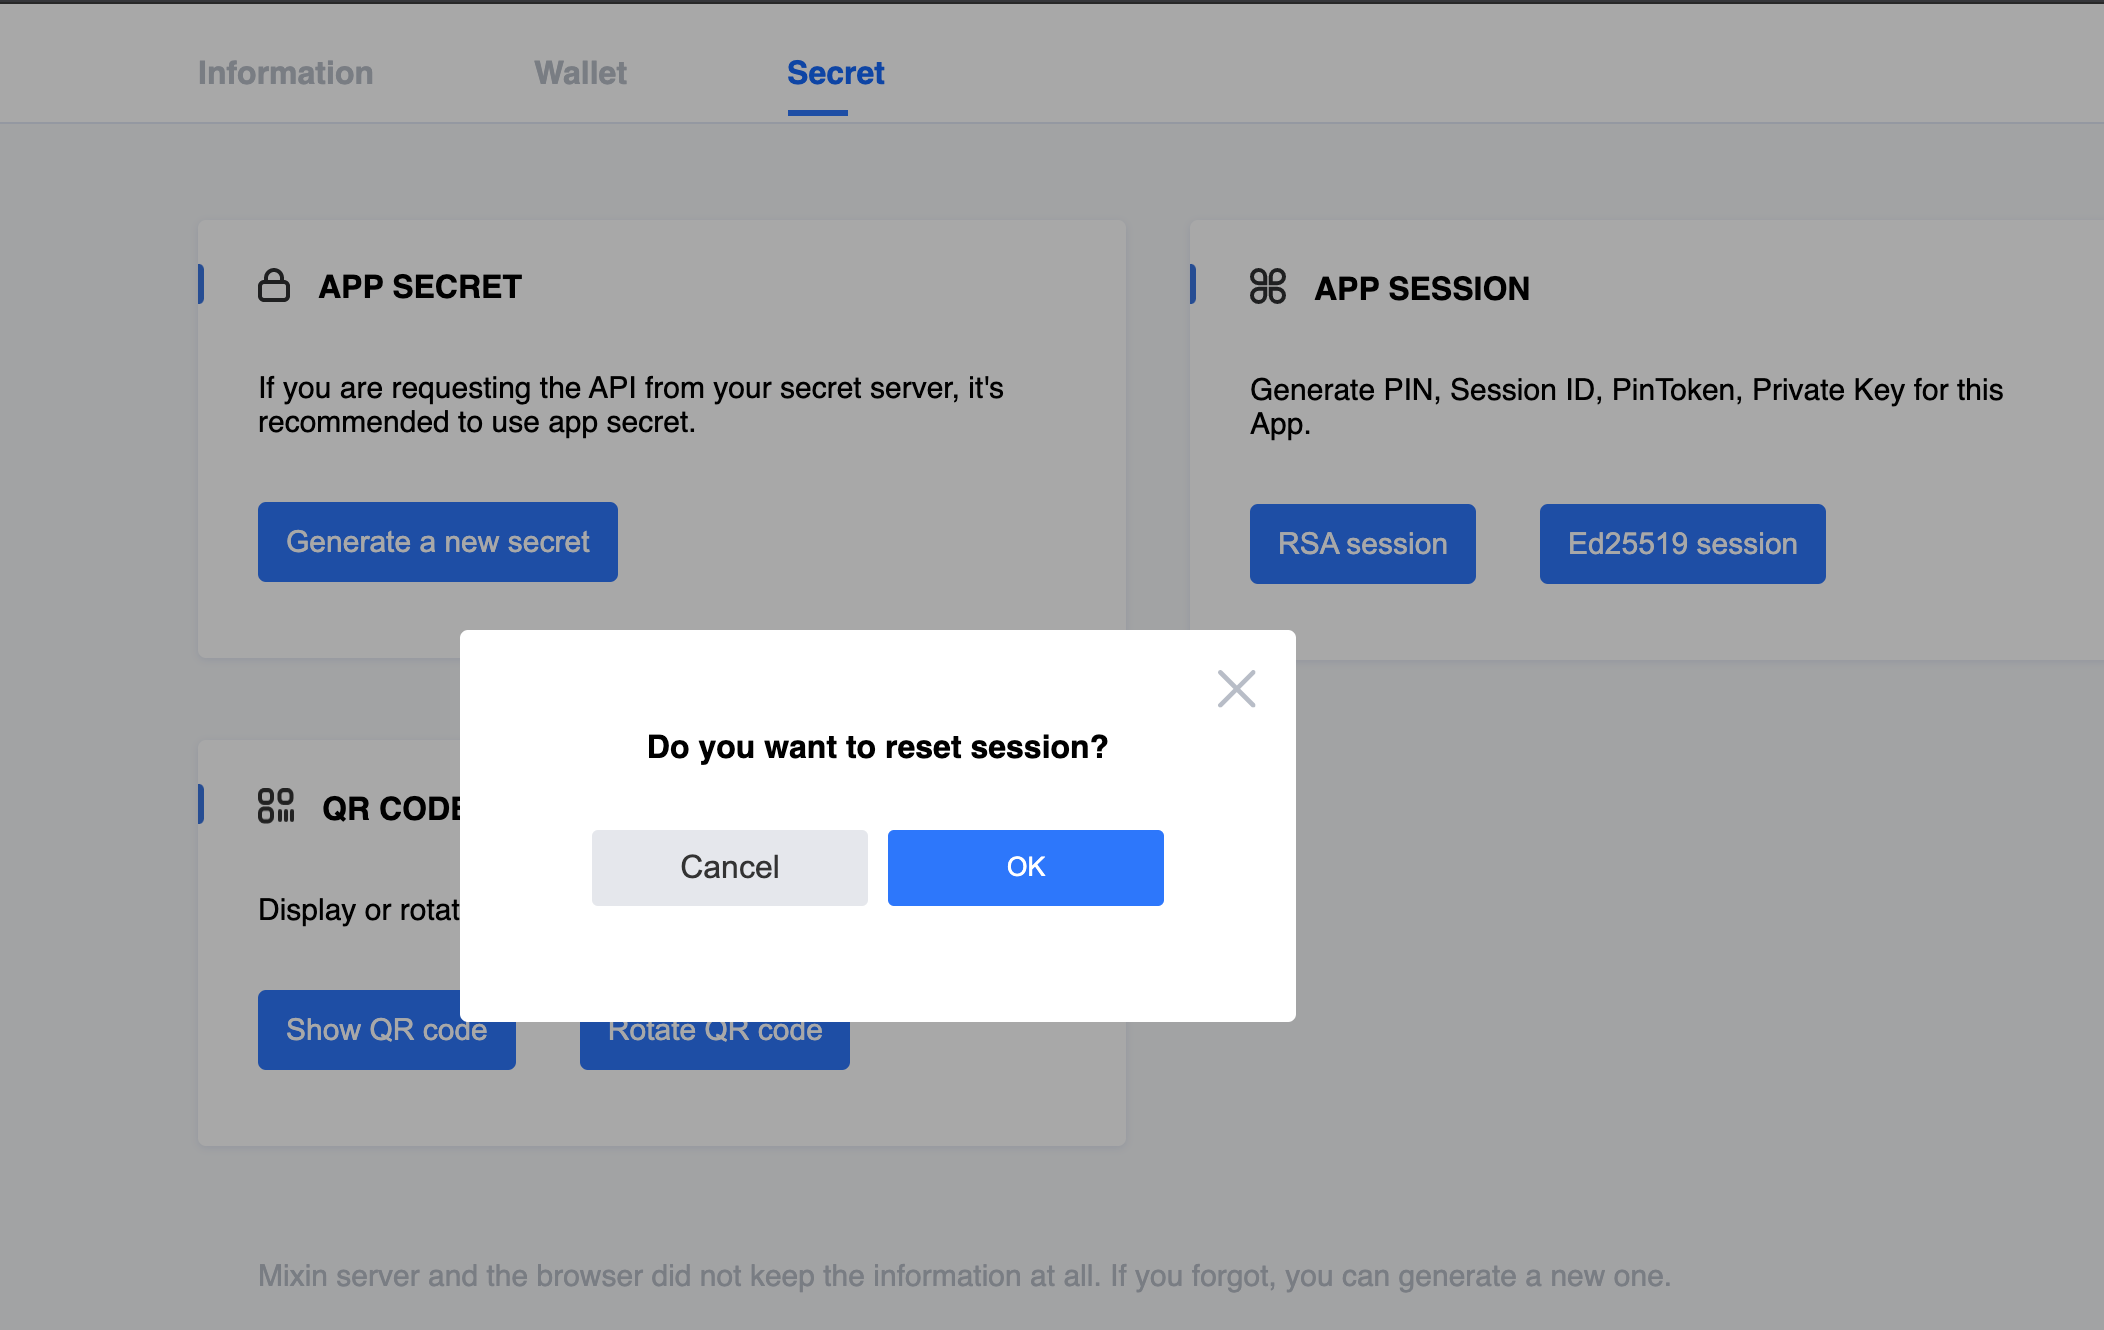 Information
Wallet
Secret
APP SECRET
If you are requesting the API from your secret server, it's
recommended to use app secret.
Generate a new secret
APP SESSION
Generate PIN, Session ID, PinToken, Private Key for this
App.
RSA session
Ed25519 session
Do you want to reset session?
Cancel
OK
QR CODE
Display or rotat
Show QR code
Rotate QR code
Mixin server and the browser did not keep the information at all. If you forgot, you can generate a new one.